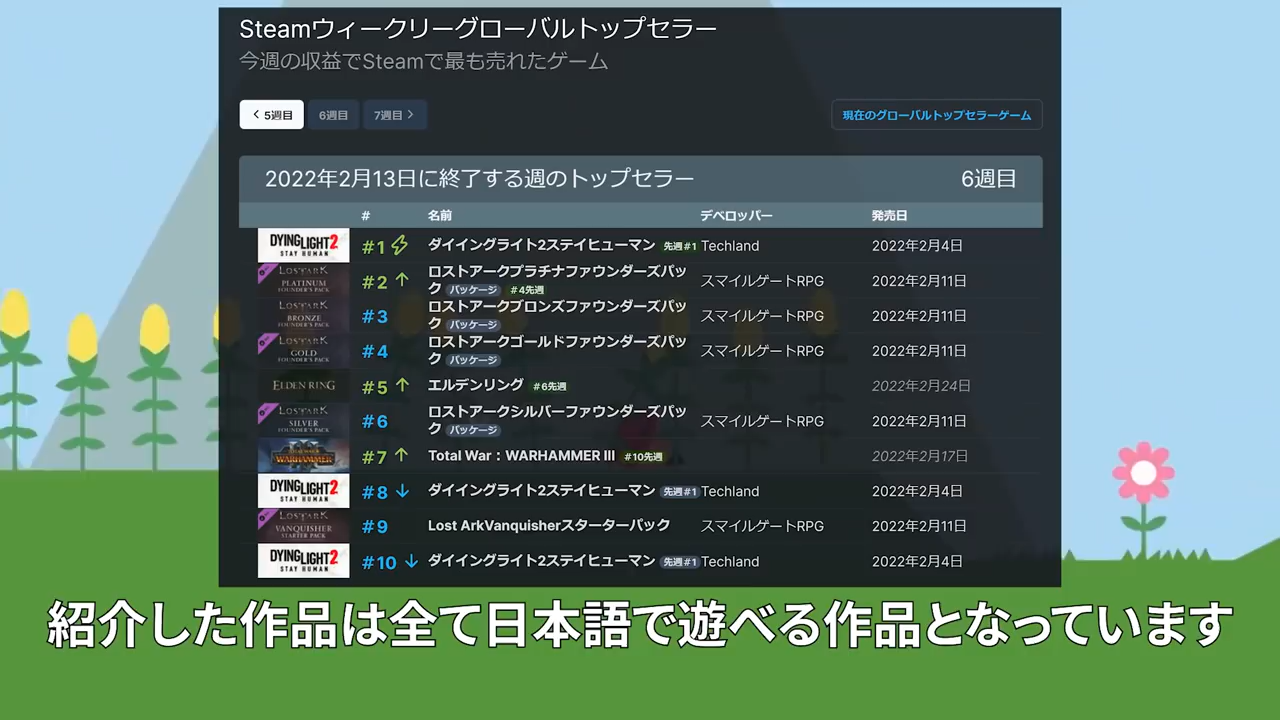 Steamウィークリーグローバルトップセラー
今週の収益でSteamで最も売れたゲーム
5週目 6週目 7週目
現在のグローバルトップセラーゲーム
2022年2月13日に終了する週のトップセラー 6週目
# 名前 デベロッパー 発売日
DYING LIGHT 2 STAY HUMAN #1 ダイイングライト2ステイヒューマン 先週#1 Techland 2022年2月4日
LOST ARK PLATINUM FOUNDER'S PACK #2 ロストアークプラチナファウンダーズパッ
ク パッケージ #4先週 スマイルゲートRPG 2022年2月11日
LOST ARK BRONZE FOUNDER'S PACK #3 ロストアークブロンズファウンダーズパッ
ク パッケージ スマイルゲートRPG 2022年2月11日
LOST ARK GOLD FOUNDER'S PACK #4 ロストアークゴールドファウンダーズパッ
ク パッケージ スマイルゲートRPG 2022年2月11日
ELDEN RING #5 エルデンリング #6先週 2022年2月24日
LOST ARK SILVER FOUNDER'S PACK #6 ロストアークシルバーファウンダーズパッ
ク パッケージ スマイルゲートRPG 2022年2月11日
WARHAMMER #7 Total War：WARHAMMER III #10先週 2022年2月17日
DYING LIGHT 2 STAY HUMAN #8 ダイイングライト2ステイヒューマン 先週#1 Techland 2022年2月4日
LOST ARK VANQUISHER STARTER PACK #9 Lost ArkVanquisherスターターパック スマイルゲートRPG 2022年2月11日
DYING LIGHT 2 STAY HUMAN #10 ダイイングライト2ステイヒューマン 先週#1 Techland 2022年2月4日
紹介した作品は全て日本語で遊べる作品となっています